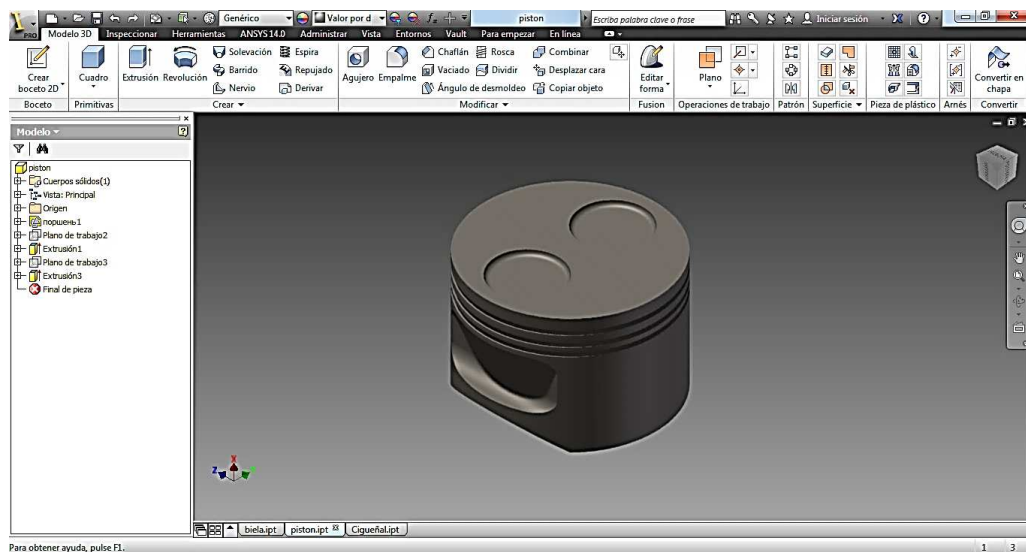 PRO
Genérico
Valor por d
piston
Escriba palabra clave o frase
Iniciar sesión
Modelo 3D Inspeccionar Herramientas ANSYS 14.0 Administrar Vista Entornos Vault Para empezar En línea
Crear boceto 2D
Cuadro
Extrusión Revolución
Solevación Espira
Barrido Repujado
Nervio Derivar
Agujero Empalme
Chaflán Rosca Combinar
Vaciado Dividir Desplazar cara
Ángulo de desmoldeo Copiar objeto
Editar forma
Plano
Convertir en chapa
Boceto Primitivas Crear Modificar Fusion Operaciones de trabajo Patrón Superficie Pieza de plástico Arnés Convertir
Modelo
piston
Cuerpos sólidos(1)
Vista: Principal
Origen
поршень1
Plano de trabajo2
Extrusión1
Plano de trabajo3
Extrusión3
Final de pieza
X
Z
biela.ipt piston.ipt Cigueñal.ipt
Para obtener ayuda, pulse F1.
1 3